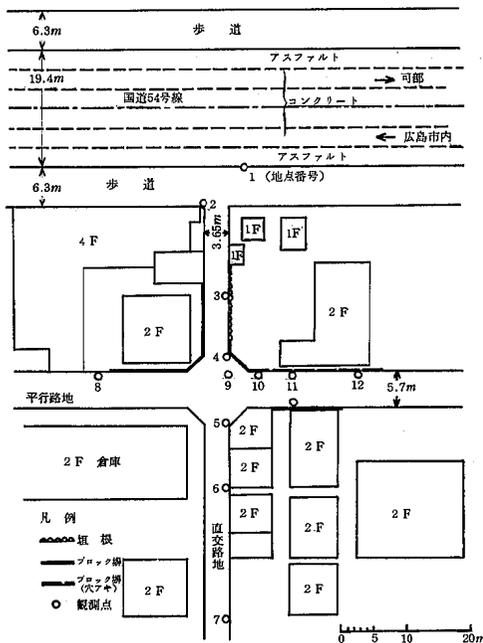 6.3m
歩道
アスファルト
19.4m
→ 可部
国道54号線
コンクリート
← 広島市内
アスファルト
1 (地点番号)
6.3m
歩道
2
3.65m
1F
1F
4F
1F
3
2F
2F
4
8
9
10
11
12
5.7m
平行路地
5
2F
2F
2F 倉庫
2F
6
2F
2F
2F
凡例
垣根
ブロック塀
ブロック塀
(穴アキ)
観測点
直交路地
2F
2F
7
0 5 10 20m